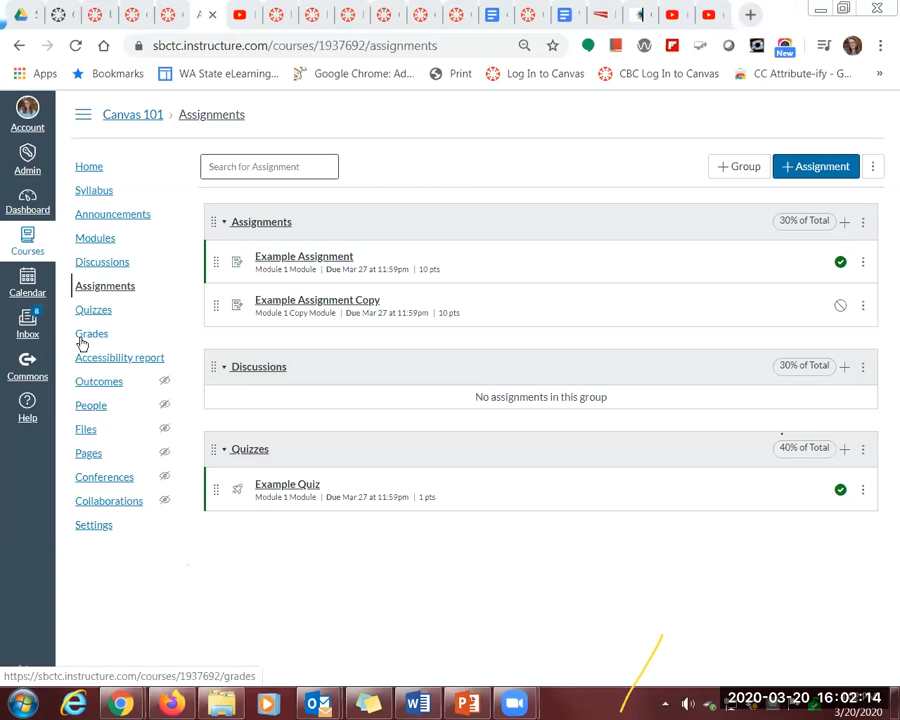 sbctc.instructure.com/courses/1937692/assignments
New
Apps Bookmarks WA State eLearning... Google Chrome: Ad... Print Log In to Canvas CBC Log In to Canvas CC Attribute-ify - G... »
Canvas 101 › Assignments
Account
Admin
Dashboard
Courses
Calendar
8
Inbox
Commons
Help
Home
Syllabus
Announcements
Modules
Discussions
Assignments
Quizzes
Grades
Accessibility report
Outcomes
People
Files
Pages
Conferences
Collaborations
Settings
Search for Assignment
+ Group
+ Assignment
Assignments 30% of Total
Example Assignment
Module 1 Module | Due Mar 27 at 11:59pm | 10 pts
Example Assignment Copy
Module 1 Copy Module | Due Mar 27 at 11:59pm | 10 pts
Discussions 30% of Total
No assignments in this group
Quizzes 40% of Total
Example Quiz
Module 1 Module | Due Mar 27 at 11:59pm | 1 pts
https://sbctc.instructure.com/courses/1937692/grades
2020-03-20 16:02:14
3/20/2020